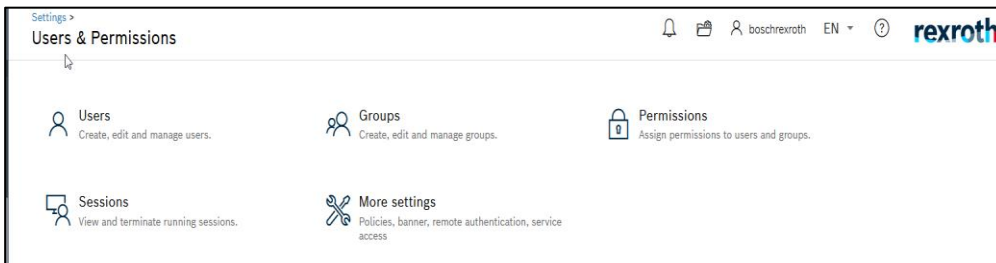 Settings >
Users & Permissions
boschrexroth EN
rexroth
Users
Create, edit and manage users.
Groups
Create, edit and manage groups.
Permissions
Assign permissions to users and groups.
Sessions
View and terminate running sessions.
More settings
Policies, banner, remote authentication, service
access